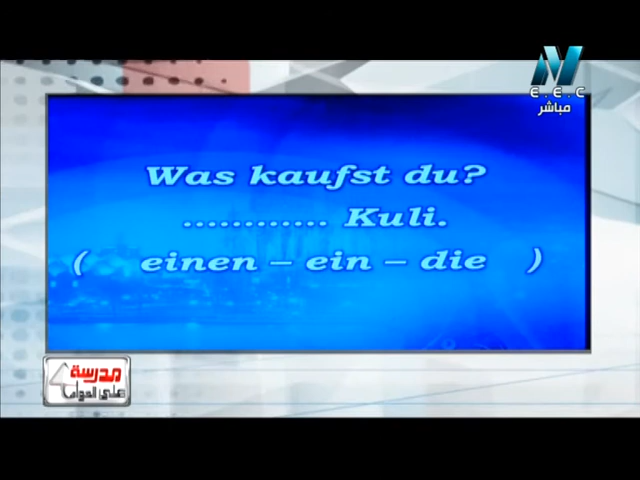 E.E.C
مباشر
Was kaufst du?
............ Kuli.
( einen – ein – die )
مدرسة
على الهواء